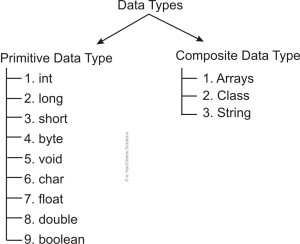 Data Types
Primitive Data Type
1. int
2. long
3. short
4. byte
5. void
6. char
7. float
8. double
9. boolean
Composite Data Type
1. Arrays
2. Class
3. String